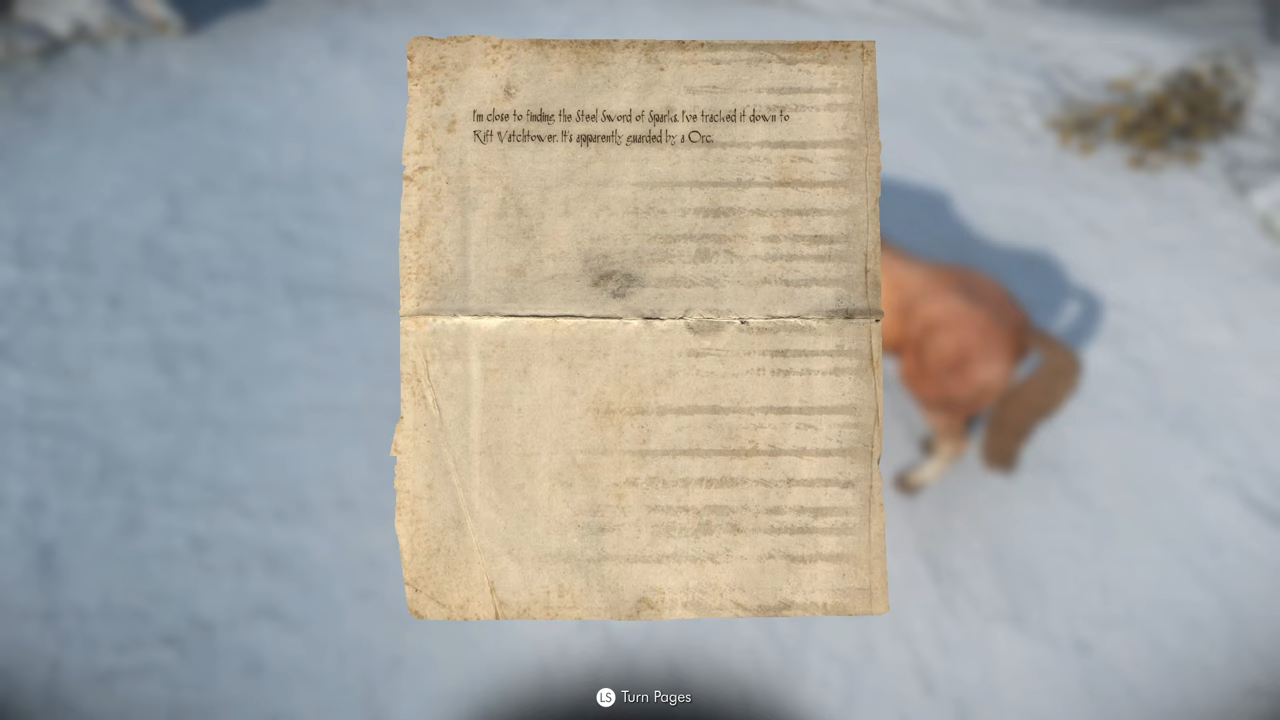 I'm close to finding the Steel Sword of Sparks. I've tracked it down to
Rift Watchtower. It's apparently guarded by a Orc.
LS Turn Pages